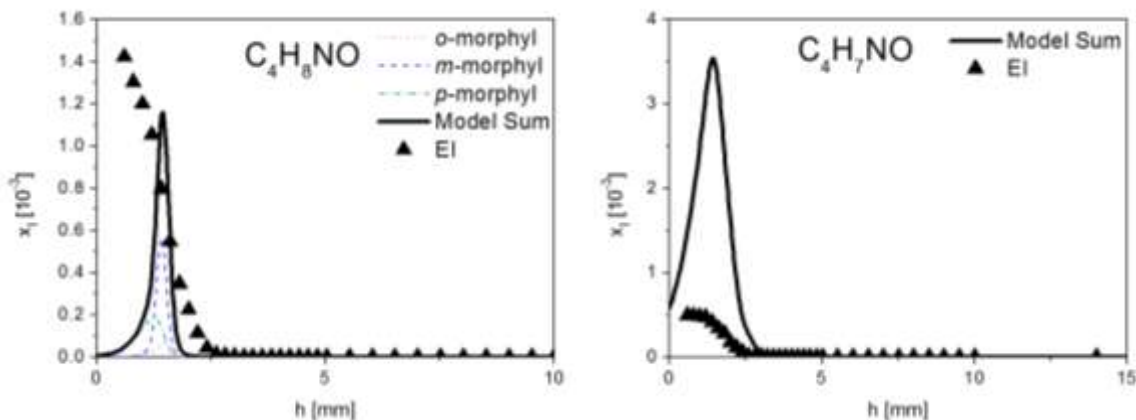 C₄H₈NO
o-morphyl
m-morphyl
p-morphyl
Model Sum
EI
1.6
1.4
1.2
1.0
0.8
0.6
0.4
0.2
0.0
xᵢ [10⁻³]
0
5
10
h [mm]
C₄H₇NO
Model Sum
EI
4
3
2
1
0
xᵢ [10⁻³]
0
5
10
15
h [mm]